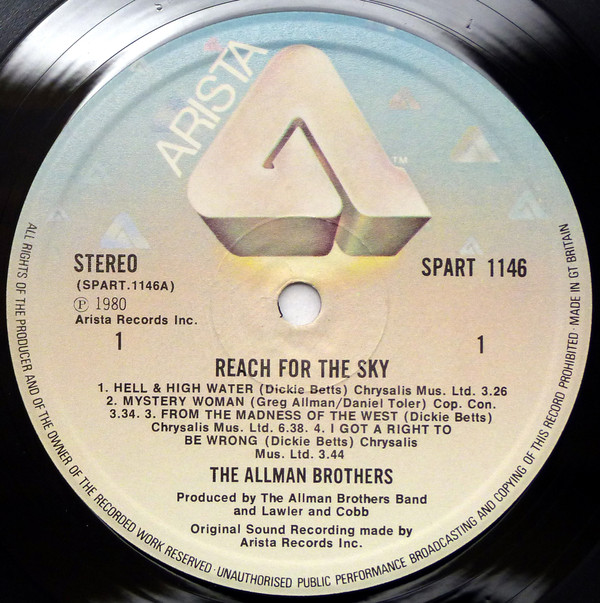 ARISTA
TM
STEREO
(SPART.1146A)
Ⓟ 1980
Arista Records Inc.
1
SPART 1146
1
REACH FOR THE SKY
1. HELL & HIGH WATER (Dickie Betts) Chrysalis Mus. Ltd. 3.26
2. MYSTERY WOMAN (Greg Allman/Daniel Toler) Cop. Con.
3.34. 3. FROM THE MADNESS OF THE WEST (Dickie Betts)
Chrysalis Mus. Ltd. 6.38. 4. I GOT A RIGHT TO
BE WRONG (Dickie Betts) Chrysalis
Mus. Ltd. 3.44
THE ALLMAN BROTHERS
Produced by The Allman Brothers Band
and Lawler and Cobb
Original Sound Recording made by
Arista Records Inc.
ALL RIGHTS OF THE PRODUCER AND OF THE OWNER OF THE RECORDED WORK RESERVED · UNAUTHORISED PUBLIC PERFORMANCE BROADCASTING AND COPYING OF THIS RECORD PROHIBITED · MADE IN GT BRITAIN